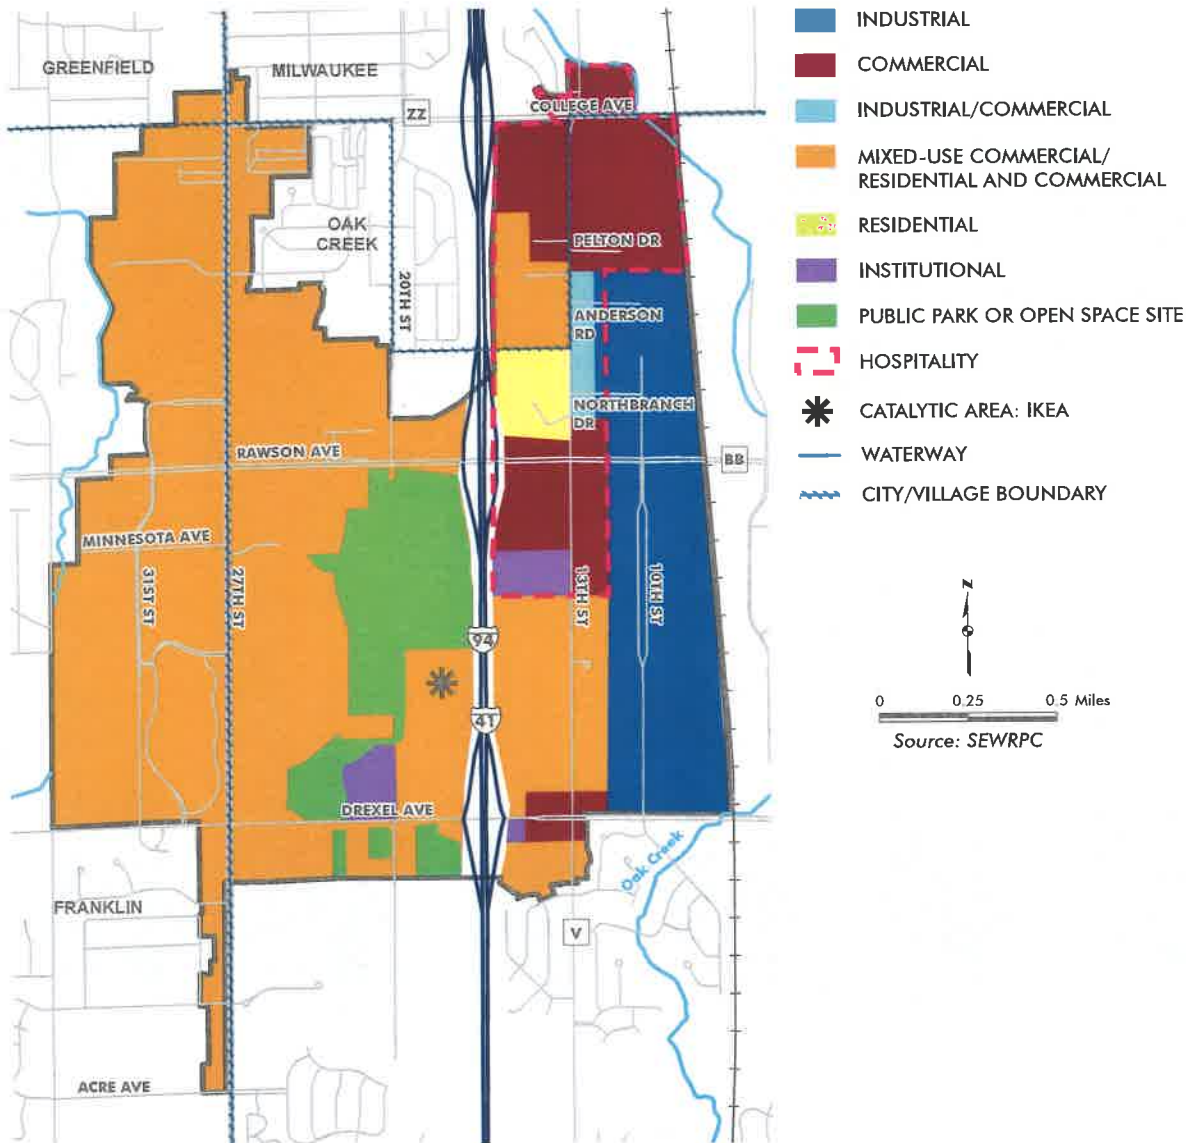 GREENFIELD
MILWAUKEE
ZZ
COLLEGE AVE
OAK
CREEK
PELTON DR
20TH ST
ANDERSON
RD
NORTHBRANCH
DR
RAWSON AVE
BB
MINNESOTA AVE
31ST ST
27TH ST
13TH ST
10TH ST
94
41
DREXEL AVE
Oak Creek
FRANKLIN
V
ACRE AVE
INDUSTRIAL
COMMERCIAL
INDUSTRIAL/COMMERCIAL
MIXED-USE COMMERCIAL/
RESIDENTIAL AND COMMERCIAL
RESIDENTIAL
INSTITUTIONAL
PUBLIC PARK OR OPEN SPACE SITE
HOSPITALITY
CATALYTIC AREA: IKEA
WATERWAY
CITY/VILLAGE BOUNDARY
N
0 0.25 0.5 Miles
Source: SEWRPC